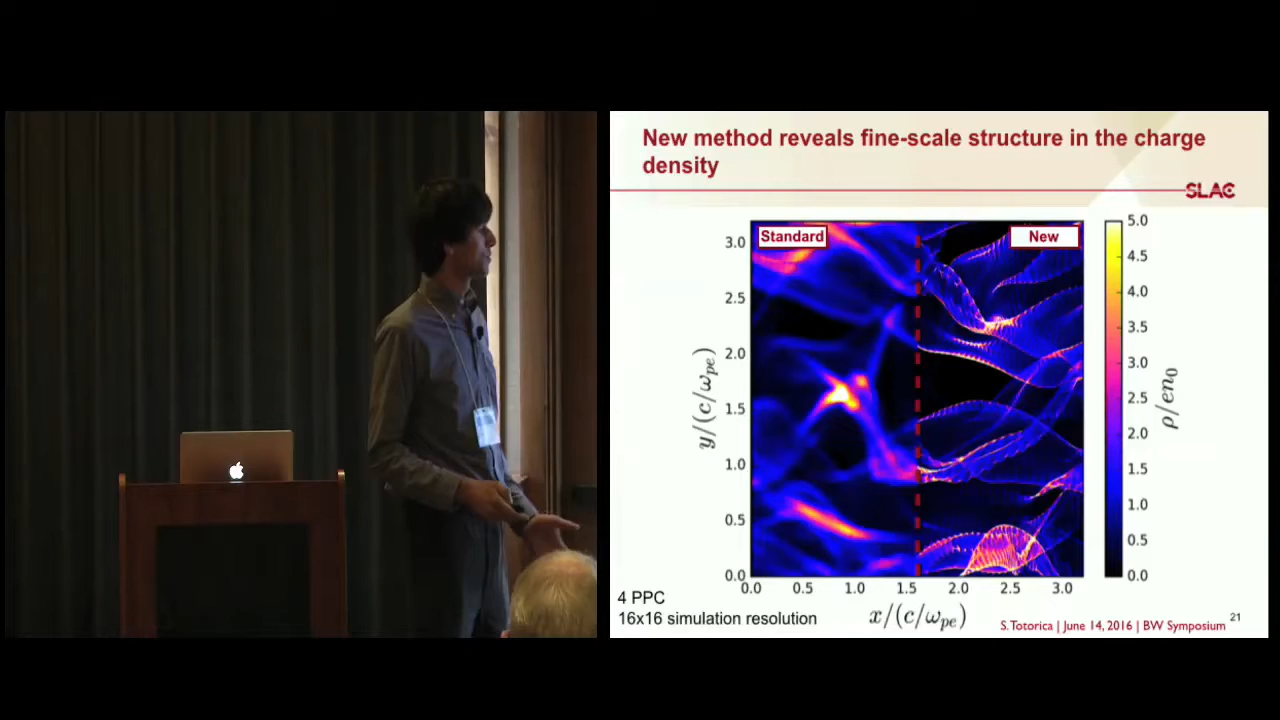 New method reveals fine-scale structure in the charge
density
SLAC
Standard
New
3.0
2.5
2.0
1.5
1.0
0.5
0.0
y/(c/ω_pe)
0.0 0.5 1.0 1.5 2.0 2.5 3.0
x/(c/ω_pe)
5.0
4.5
4.0
3.5
3.0
2.5
2.0
1.5
1.0
0.5
0.0
ρ/en_0
4 PPC
16x16 simulation resolution
S. Totorica | June 14, 2016 | BW Symposium
21